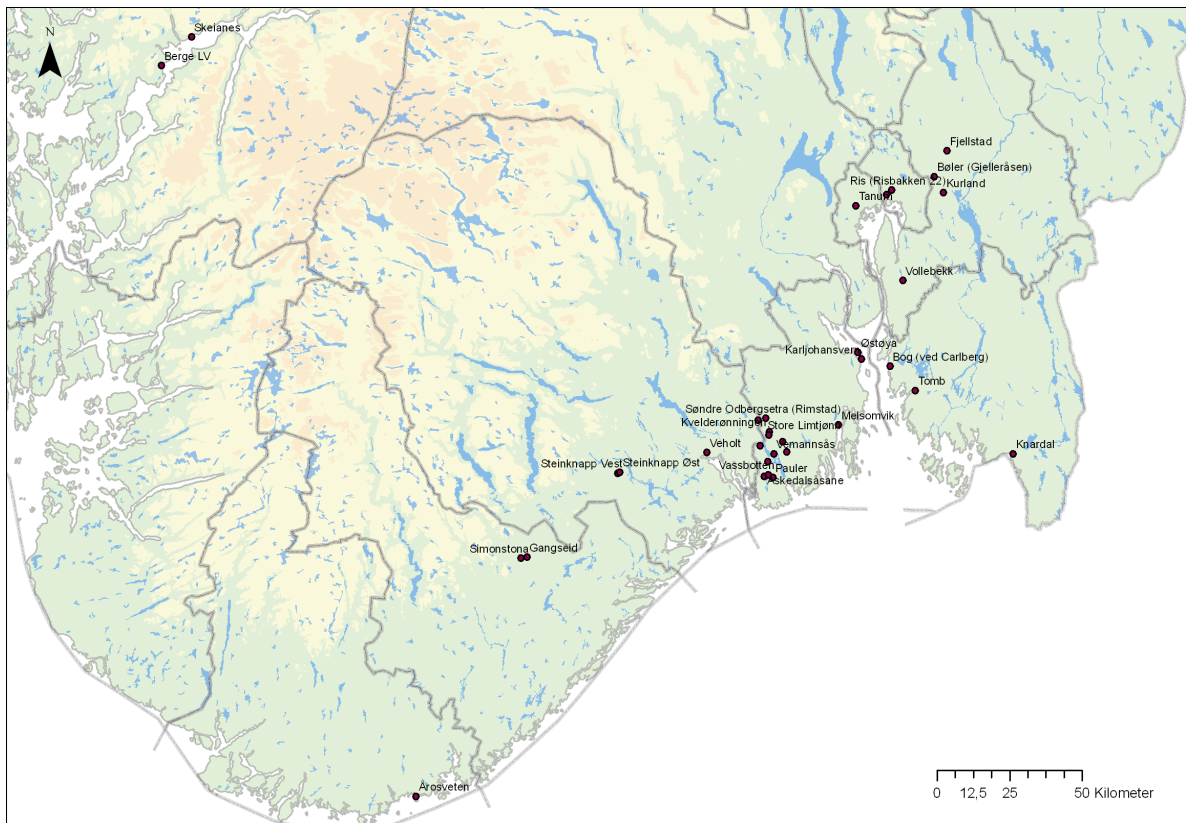 Skeianes
N
Berge LV
Fjellstad
Bøler (Gjelleråsen)
Ris (Risbakken 22)
Kurland
Tanum
Vollebekk
Karljohansvern
Østøya
Bog (ved Carlberg)
Tomb
Søndre Odbergsetra (Rimstad)
Melsomvik
Kvelderønningen
Store Limtjørn
Veholt
Vemannsås
Knardal
Steinknapp Vest
Steinknapp Øst
Vassbotten
Pauler
Askedalsåsane
Simonstona
Gangseid
Årosveten
0 12,5 25 50 Kilometer